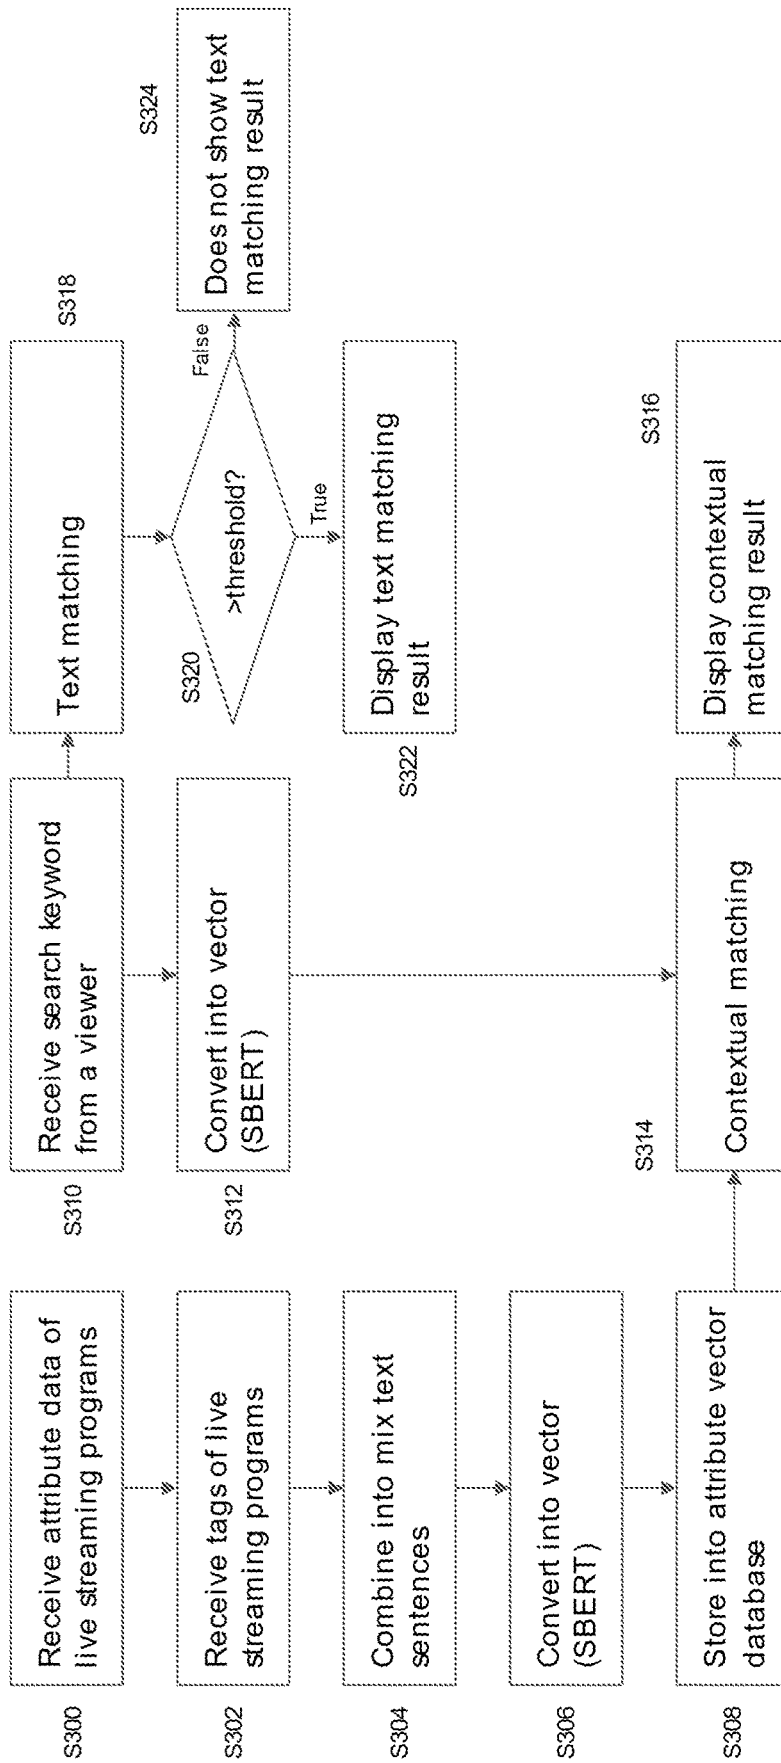 S300
Receive attribute data of
live streaming programs
S302
Receive tags of live
streaming programs
S304
Combine into mix text
sentences
S306
Convert into vector
(SBERT)
S308
Store into attribute vector
database
S310
Receive search keyword
from a viewer
S312
Convert into vector
(SBERT)
S314
Contextual matching
S316
Display contextual
matching result
S318
Text matching
S320
>threshold?
True
False
S322
Display text matching
result
S324
Does not show text
matching result